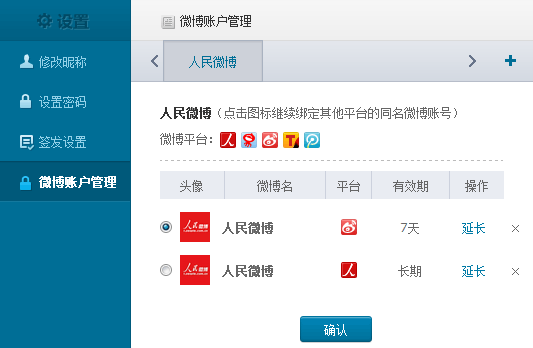 设置
修改昵称
设置密码
签发设置
微博账户管理
微博账户管理
人民微博
人民微博（点击图标继续绑定其他平台的同名微博账号）
微博平台：
头像 微博名 平台 有效期 操作
人民微博 7天 延长 ×
人民微博 长期 延长 ×
确认